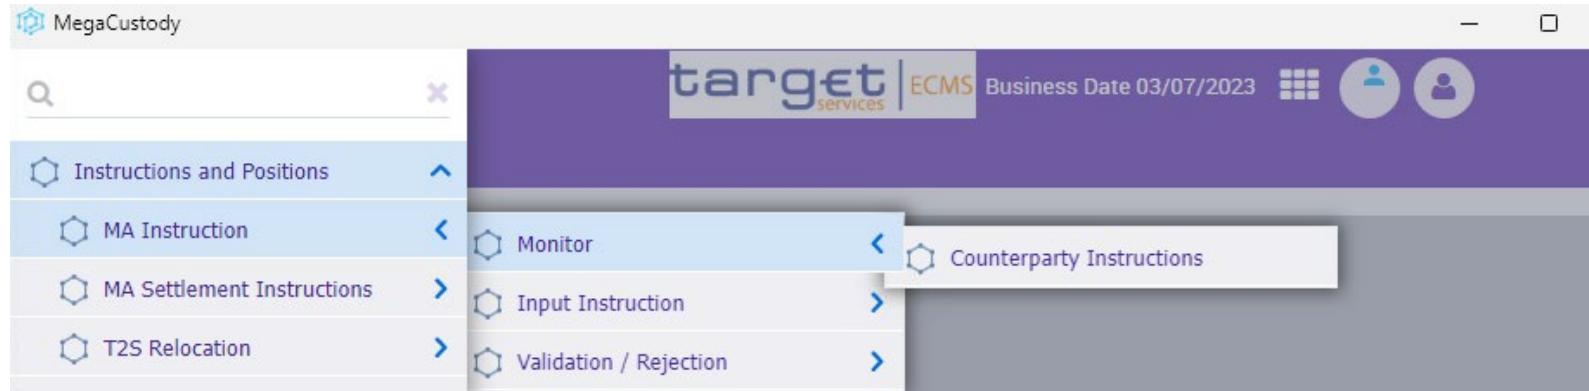 MegaCustody
target services | ECMS Business Date 03/07/2023
Instructions and Positions
MA Instruction
Monitor
Counterparty Instructions
MA Settlement Instructions
Input Instruction
T2S Relocation
Validation / Rejection